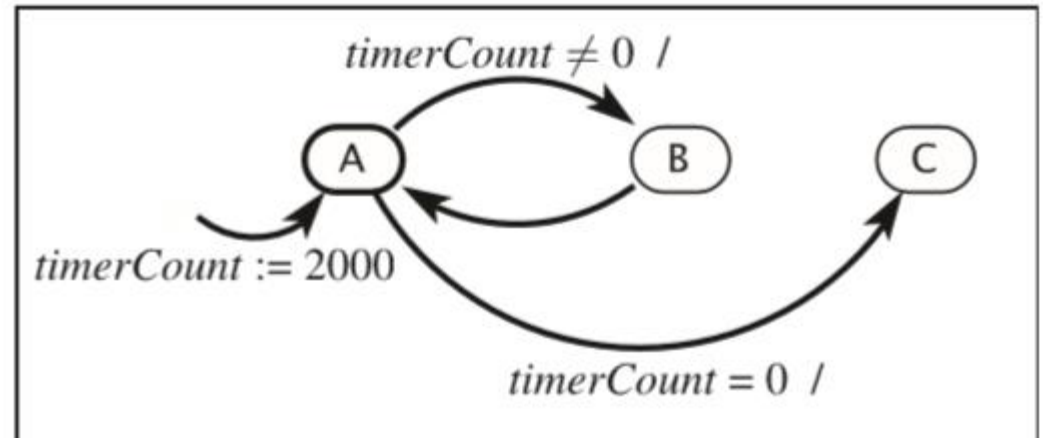 timerCount ≠ 0 /
A
B
C
timerCount := 2000
timerCount = 0 /